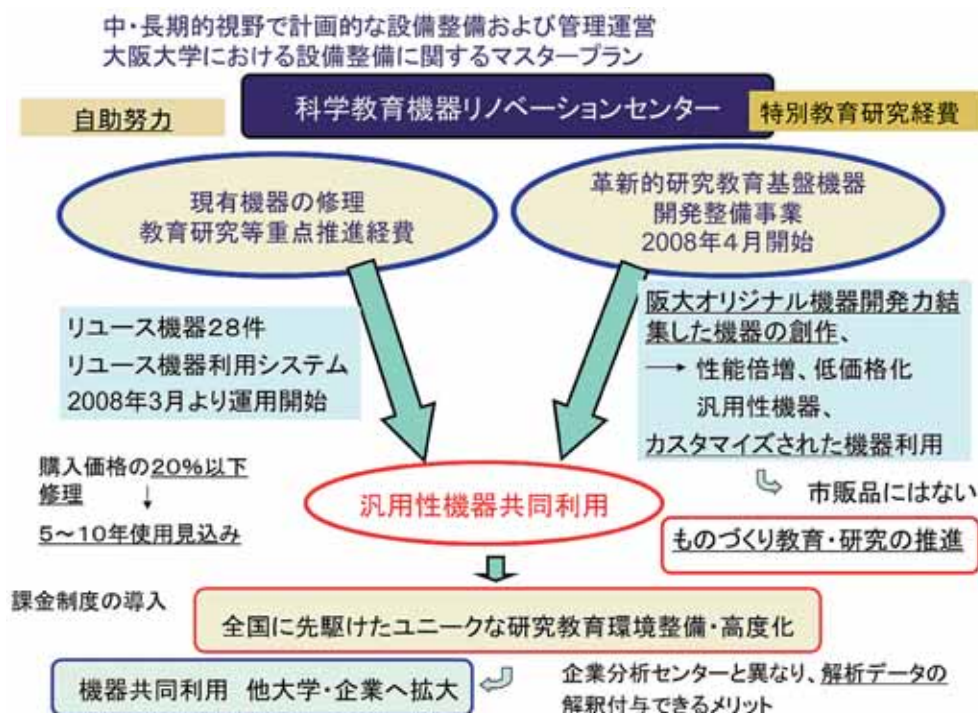 中・長期的視野で計画的な設備整備および管理運営
大阪大学における設備整備に関するマスタープラン
科学教育機器リノベーションセンター
自助努力
特別教育研究経費
現有機器の修理
教育研究等重点推進経費
革新的研究教育基盤機器
開発整備事業
2008年4月開始
リユース機器28件
リユース機器利用システム
2008年3月より運用開始
阪大オリジナル機器開発力結
集した機器の創作、
→ 性能倍増、低価格化
汎用性機器、
カスタマイズされた機器利用
購入価格の20%以下
修理
↓
5～10年使用見込み
汎用性機器共同利用
市販品にはない
ものづくり教育・研究の推進
課金制度の導入
全国に先駆けたユニークな研究教育環境整備・高度化
機器共同利用 他大学・企業へ拡大
企業分析センターと異なり、解析データの
解釈付与できるメリット